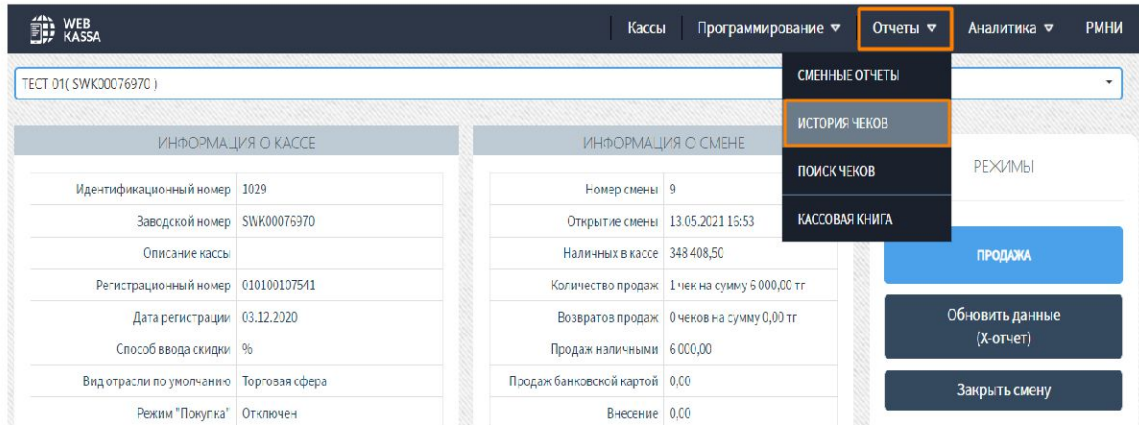 WEB
KASSA
Кассы
Программирование
Отчеты
Аналитика
РМНИ
СМЕННЫЕ ОТЧЕТЫ
ИСТОРИЯ ЧЕКОВ
ПОИСК ЧЕКОВ
КАССОВАЯ КНИГА
ТЕСТ 01( SWK00076970 )
ИНФОРМАЦИЯ О КАССЕ
Идентификационный номер 1029
Заводской номер SWK00076970
Описание кассы
Регистрационный номер 010100107541
Дата регистрации 03.12.2020
Способ ввода скидки %
Вид отрасли по умолчанию Торговая сфера
Режим "Покупка" Отключен
ИНФОРМАЦИЯ О СМЕНЕ
Номер смены 9
Открытие смены 13.05.2021 16:53
Наличных в кассе 348 408,50
Количество продаж 1 чек на сумму 6 000,00 тг
Возвратов продаж 0 чеков на сумму 0,00 тг
Продаж наличными 6 000,00
Продаж банковской картой 0,00
Внесение 0,00
РЕЖИМЫ
ПРОДАЖА
Обновить данные
(Х-отчет)
Закрыть смену